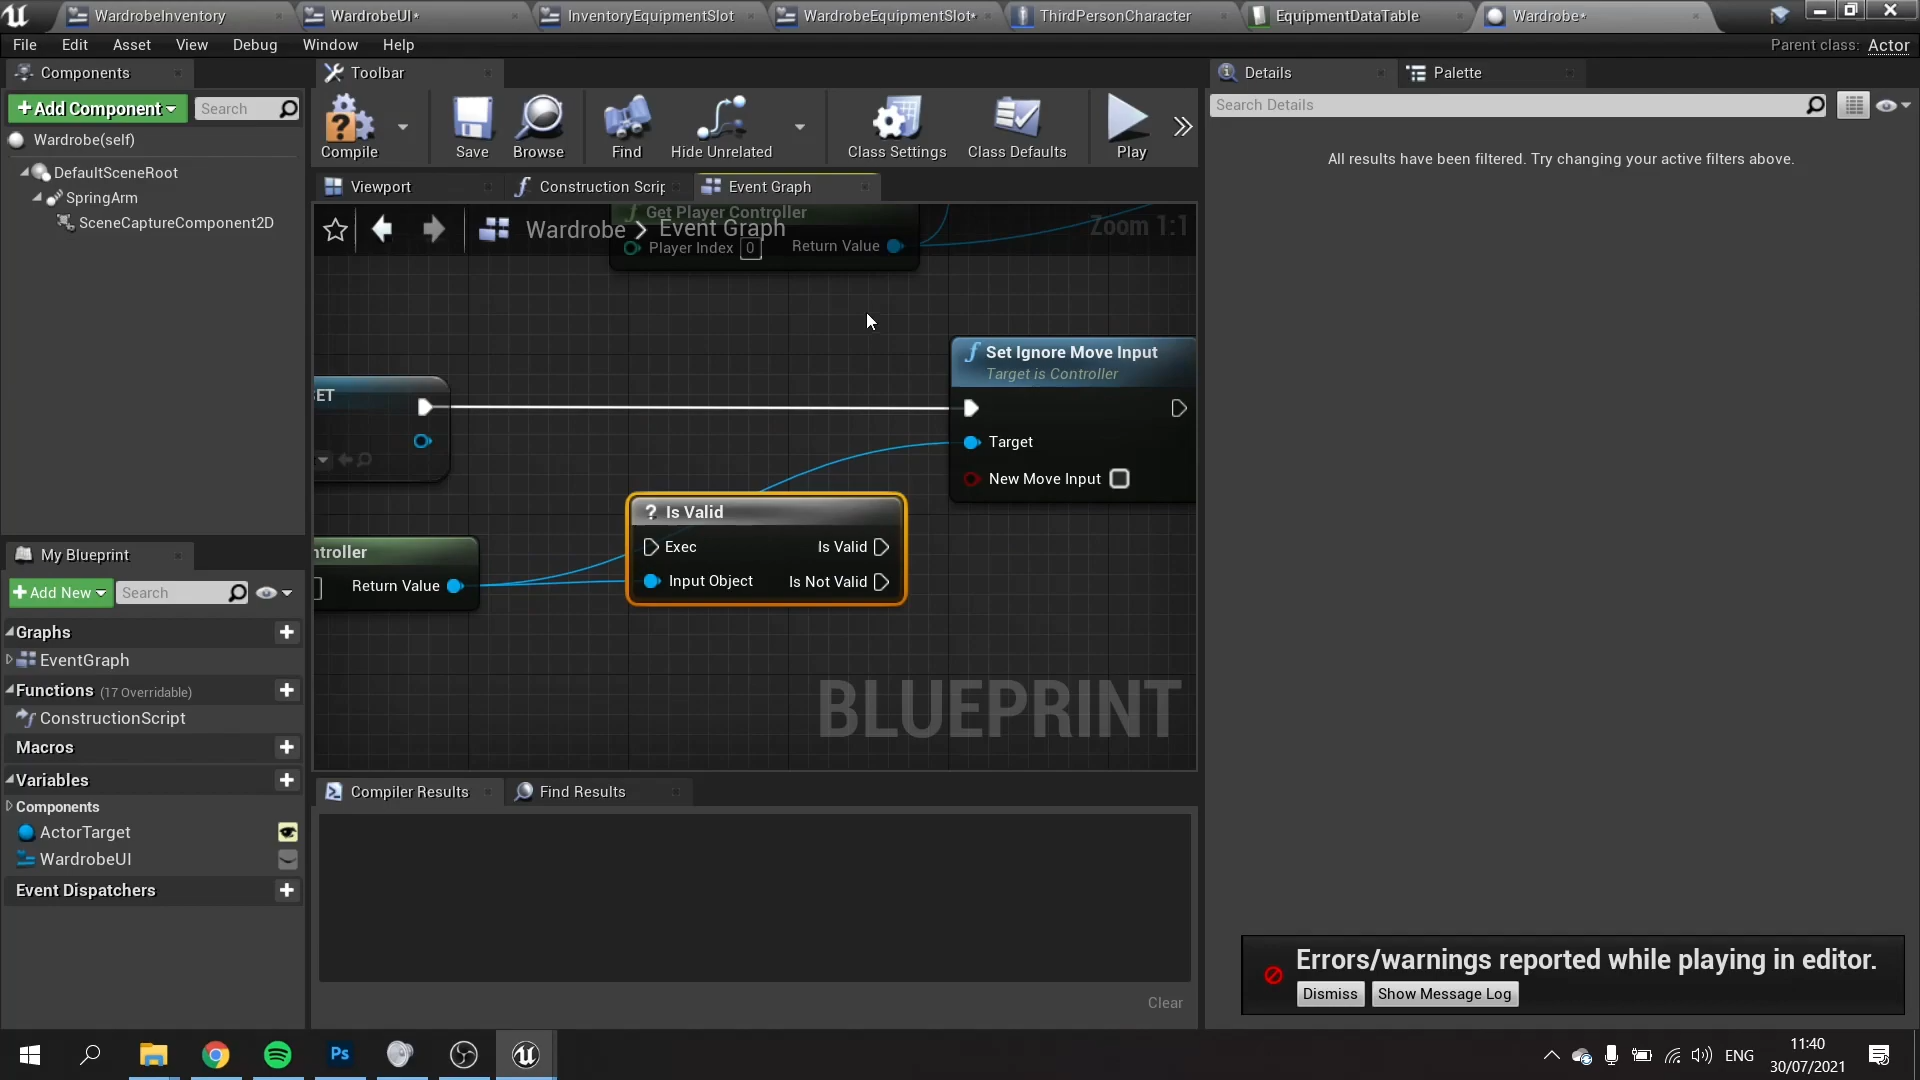 WardrobeInventory
WardrobeUI*
InventoryEquipmentSlot
WardrobeEquipmentSlot*
ThirdPersonCharacter
EquipmentDataTable
Wardrobe*
File Edit Asset View Debug Window Help
Parent class: Actor
Components
Toolbar
Details
Palette
Add Component
Search
Search Details
Wardrobe(self)
DefaultSceneRoot
SpringArm
SceneCaptureComponent2D
Compile
Save
Browse
Find
Hide Unrelated
Class Settings
Class Defaults
Play
All results have been filtered. Try changing your active filters above.
Viewport
Construction Scrip
Event Graph
Wardrobe > Event Graph
Zoom 1:1
Get Player Controller
Player Index 0 Return Value
SET
Set Ignore Move Input
Target is Controller
Target
New Move Input
? Is Valid
Exec Is Valid
Input Object Is Not Valid
ntroller
Return Value
BLUEPRINT
My Blueprint
Add New
Search
Graphs
EventGraph
Functions (17 Overridable)
ConstructionScript
Macros
Variables
Components
ActorTarget
WardrobeUI
Event Dispatchers
Compiler Results
Find Results
Clear
Errors/warnings reported while playing in editor.
Dismiss
Show Message Log
Ps
ENG
11:40
30/07/2021